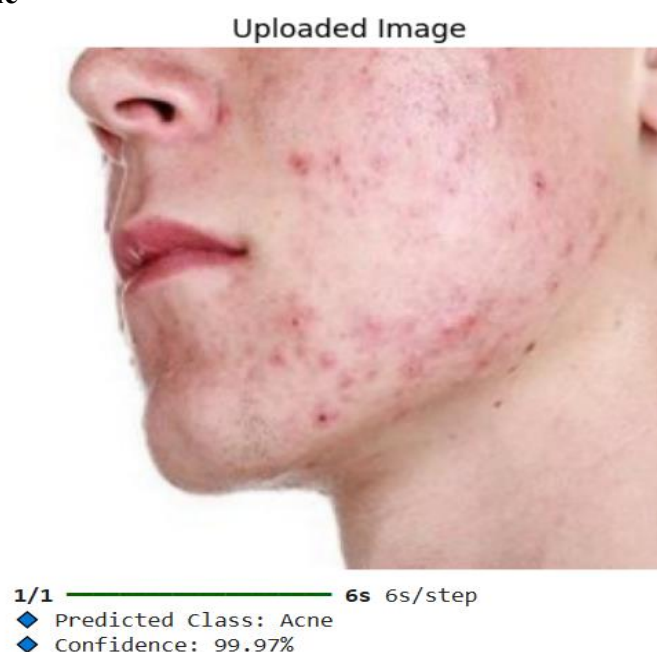 Uploaded Image
1/1 6s 6s/step
Predicted Class: Acne
Confidence: 99.97%